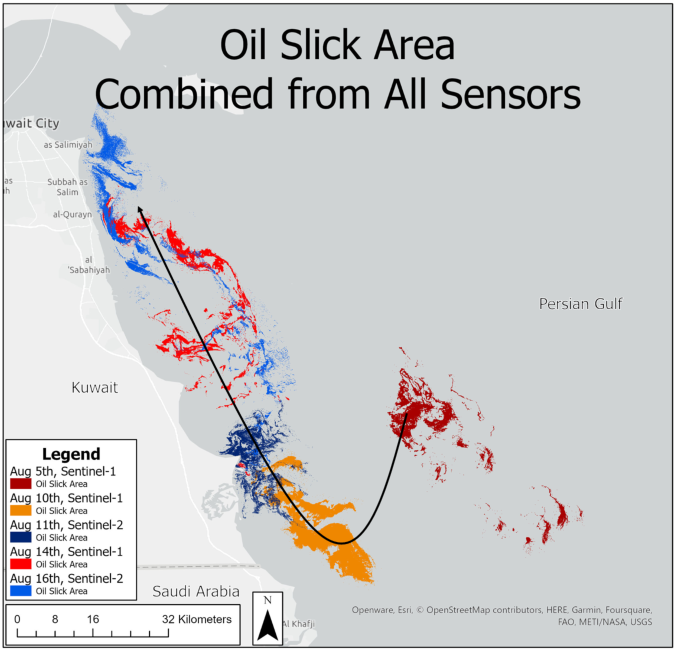 Oil Slick Area
Combined from All Sensors
uwait City
as Salimiyah
as
ah
Subbah as
Salim
al-Qurayn
al
'Sabahiyah
Persian Gulf
Kuwait
Legend
Aug 5th, Sentinel-1
Oil Slick Area
Aug 10th, Sentinel-1
Oil Slick Area
Aug 11th, Sentinel-2
Oil Slick Area
Aug 14th, Sentinel-1
Oil Slick Area
Aug 16th, Sentinel-2
Oil Slick Area
Saudi Arabia
N
Al Khafji
0 8 16 32 Kilometers
Openware, Esri, © OpenStreetMap contributors, HERE, Garmin, Foursquare,
FAO, METI/NASA, USGS